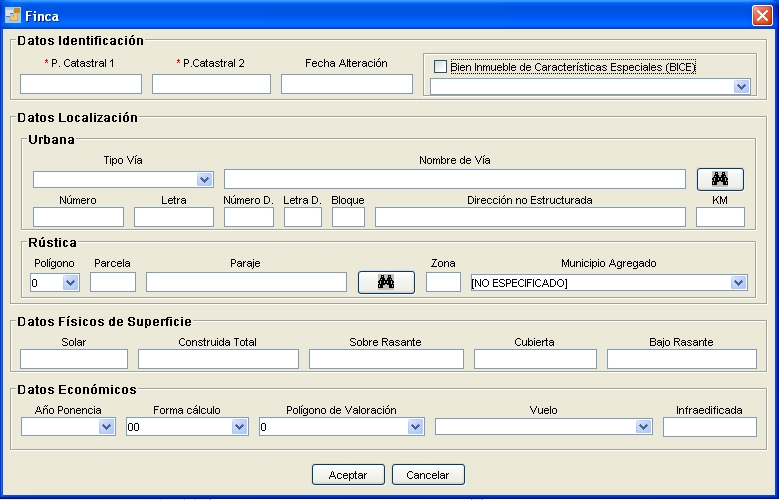 Finca
Datos Identificación
* P. Catastral 1
* P.Catastral 2
Fecha Alteración
Bien Inmueble de Características Especiales (BICE)
Datos Localización
Urbana
Tipo Vía
Nombre de Vía
Número
Letra
Número D.
Letra D.
Bloque
Dirección no Estructurada
KM
Rústica
Polígono
Parcela
Paraje
Zona
Municipio Agregado
0
[NO ESPECIFICADO]
Datos Físicos de Superficie
Solar
Construida Total
Sobre Rasante
Cubierta
Bajo Rasante
Datos Económicos
Año Ponencia
Forma cálculo
Polígono de Valoración
Vuelo
Infraedificada
00
0
Aceptar
Cancelar